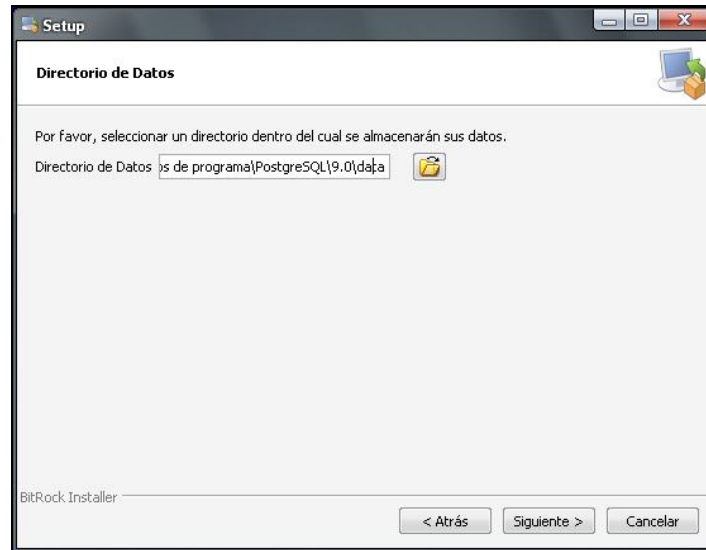 Setup
Directorio de Datos
Por favor, seleccionar un directorio dentro del cual se almacenarán sus datos.
Directorio de Datos os de programa\PostgreSQL\9.0\data
BitRock Installer
< Atrás Siguiente > Cancelar